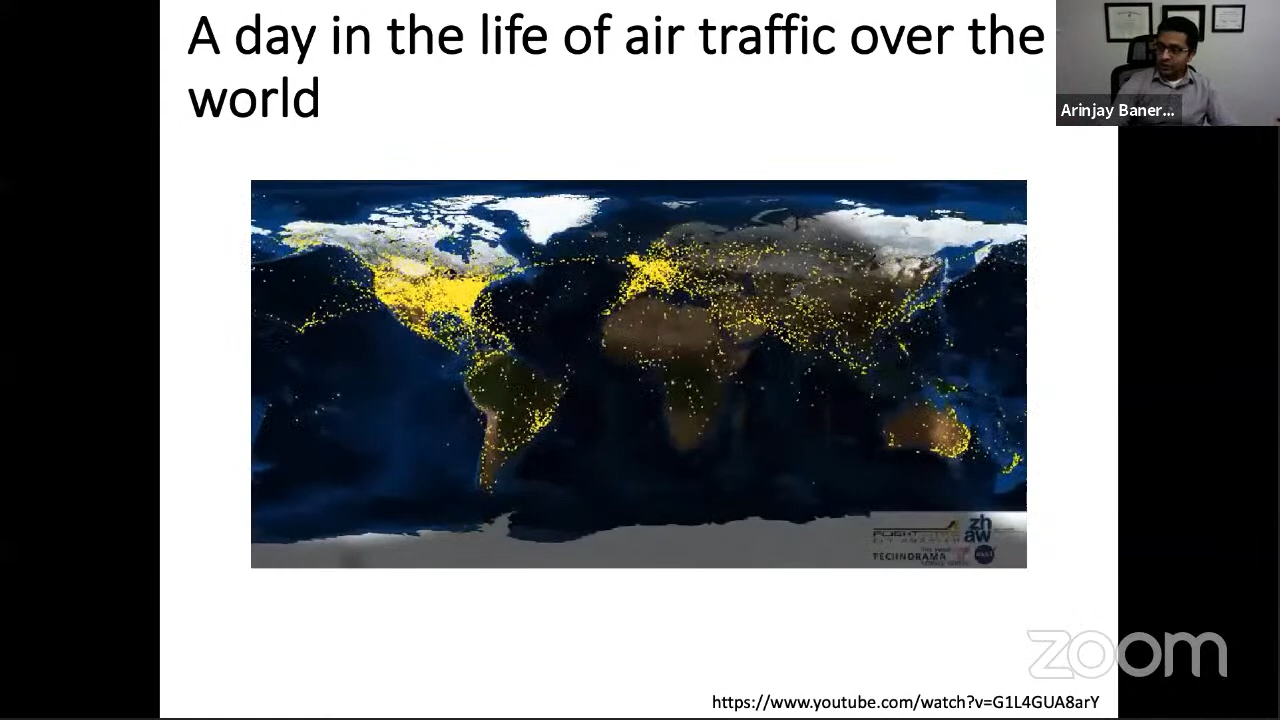 A day in the life of air traffic over the
world
Arinjay Baner...
zh
aw
TECHNORAMA
zoom
https://www.youtube.com/watch?v=G1L4GUA8arY